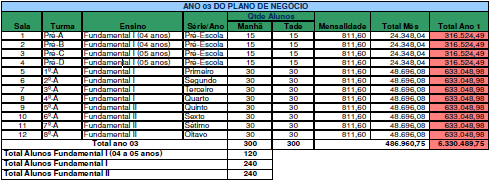 ANO 03 DO PLANO DE NEGÓCIO
Qtde Alunos
Sala Turma Ensino Série/Ano Manhã Tade Mensalidade Total Mês Total Ano 1
1 Pré-A Fundamental I (04 anos) Pré-Escola 15 15 811,60 24.348,04 316.524,49
2 Pré-B Fundamental I (04 anos) Pré-Escola 15 15 811,60 24.348,04 316.524,49
3 Pré-C Fundamental I (05 anos) Pré-Escola 15 15 811,60 24.348,04 316.524,49
4 Pré-D Fundamental I (05 anos) Pré-Escola 15 15 811,60 24.348,04 316.524,49
5 1º-A Fundamental I Primeiro 30 30 811,60 48.696,08 633.048,98
6 2º-A Fundamental I Segundo 30 30 811,60 48.696,08 633.048,98
7 3º-A Fundamental I Terceiro 30 30 811,60 48.696,08 633.048,98
8 4º-A Fundamental I Quarto 30 30 811,60 48.696,08 633.048,98
9 5º-A Fundamental II Quinto 30 30 811,60 48.696,08 633.048,98
10 6º-A Fundamental II Sexto 30 30 811,60 48.696,08 633.048,98
11 7º-A Fundamental II Sétimo 30 30 811,60 48.696,08 633.048,98
12 8º-A Fundamental II Oitavo 30 30 811,60 48.696,08 633.048,98
Total ano 03 300 300 486.960,75 6.330.489,75
Total Alunos Fundamental I (04 a 05 anos) 120
Total Alunos Fundamental I 240
Total Alunos Fundamental II 240